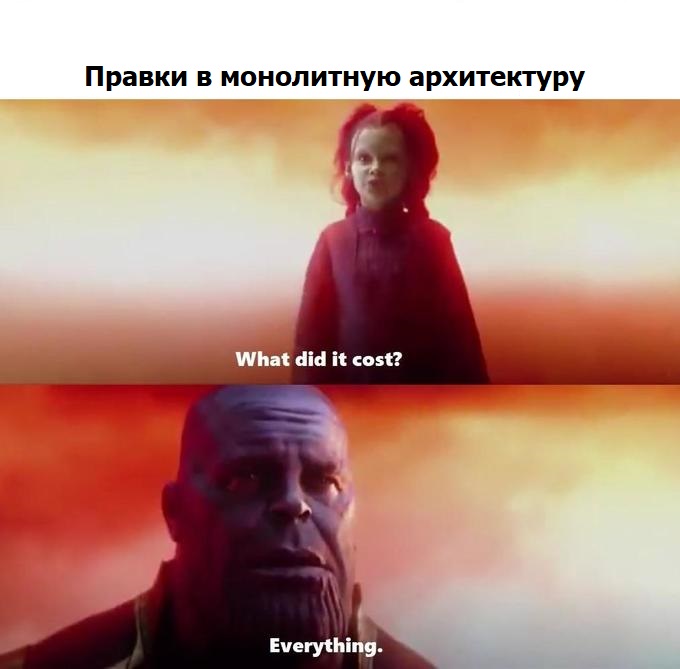 Правки в монолитную архитектуру
What did it cost?
Everything.